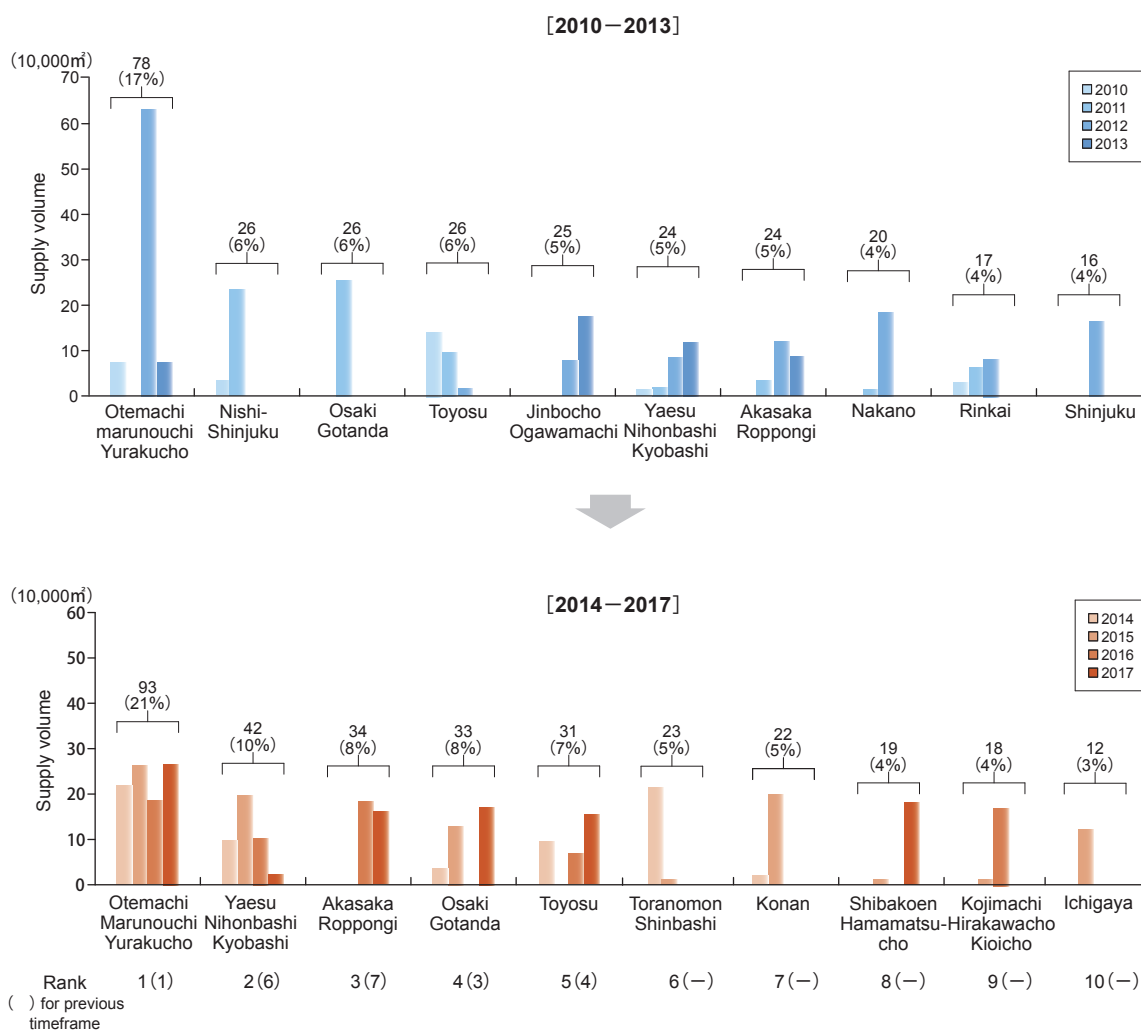 [2010－2013]
(10,000㎡)
Supply volume
70
60
50
40
30
20
10
0
78
(17%)
26
(6%)
26
(6%)
26
(6%)
25
(5%)
24
(5%)
24
(5%)
20
(4%)
17
(4%)
16
(4%)
2010
2011
2012
2013
Otemachi
marunouchi
Yurakucho
Nishi-
Shinjuku
Osaki
Gotanda
Toyosu
Jinbocho
Ogawamachi
Yaesu
Nihonbashi
Kyobashi
Akasaka
Roppongi
Nakano
Rinkai
Shinjuku
[2014－2017]
(10,000㎡)
Supply volume
60
50
40
30
20
10
0
93
(21%)
42
(10%)
34
(8%)
33
(8%)
31
(7%)
23
(5%)
22
(5%)
19
(4%)
18
(4%)
12
(3%)
2014
2015
2016
2017
Otemachi
Marunouchi
Yurakucho
Yaesu
Nihonbashi
Kyobashi
Akasaka
Roppongi
Osaki
Gotanda
Toyosu
Toranomon
Shinbashi
Konan
Shibakoen
Hamamatsu-
cho
Kojimachi
Hirakawacho
Kioicho
Ichigaya
Rank 1(1) 2(6) 3(7) 4(3) 5(4) 6(－) 7(－) 8(－) 9(－) 10(－)
( ) for previous
timeframe